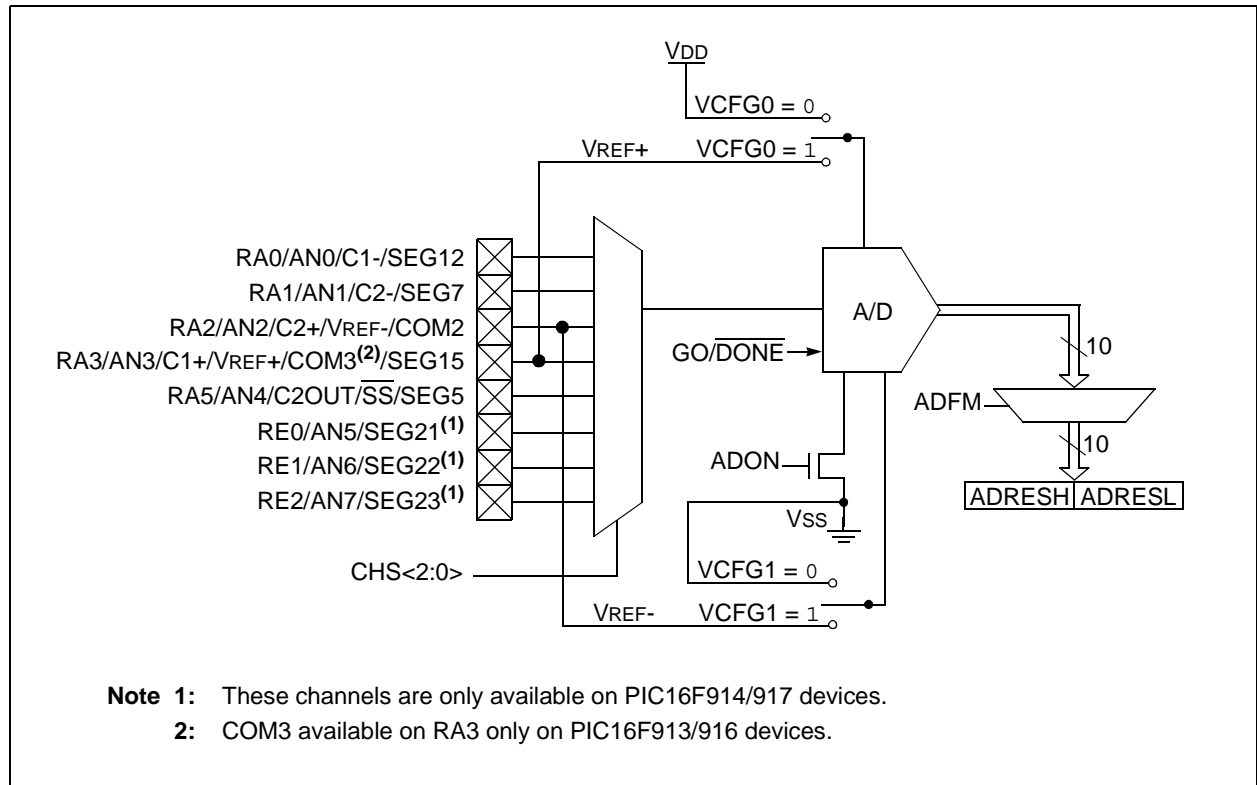 VDD
VCFG0 = 0
VREF+ VCFG0 = 1
RA0/AN0/C1-/SEG12
RA1/AN1/C2-/SEG7
RA2/AN2/C2+/VREF-/COM2
RA3/AN3/C1+/VREF+/COM3(2)/SEG15
RA5/AN4/C2OUT/SS/SEG5
RE0/AN5/SEG21(1)
RE1/AN6/SEG22(1)
RE2/AN7/SEG23(1)
CHS<2:0>
A/D
GO/DONE
10
ADFM
10
ADON
ADRESH ADRESL
VSS
VCFG1 = 0
VREF- VCFG1 = 1
Note 1: These channels are only available on PIC16F914/917 devices.
2: COM3 available on RA3 only on PIC16F913/916 devices.